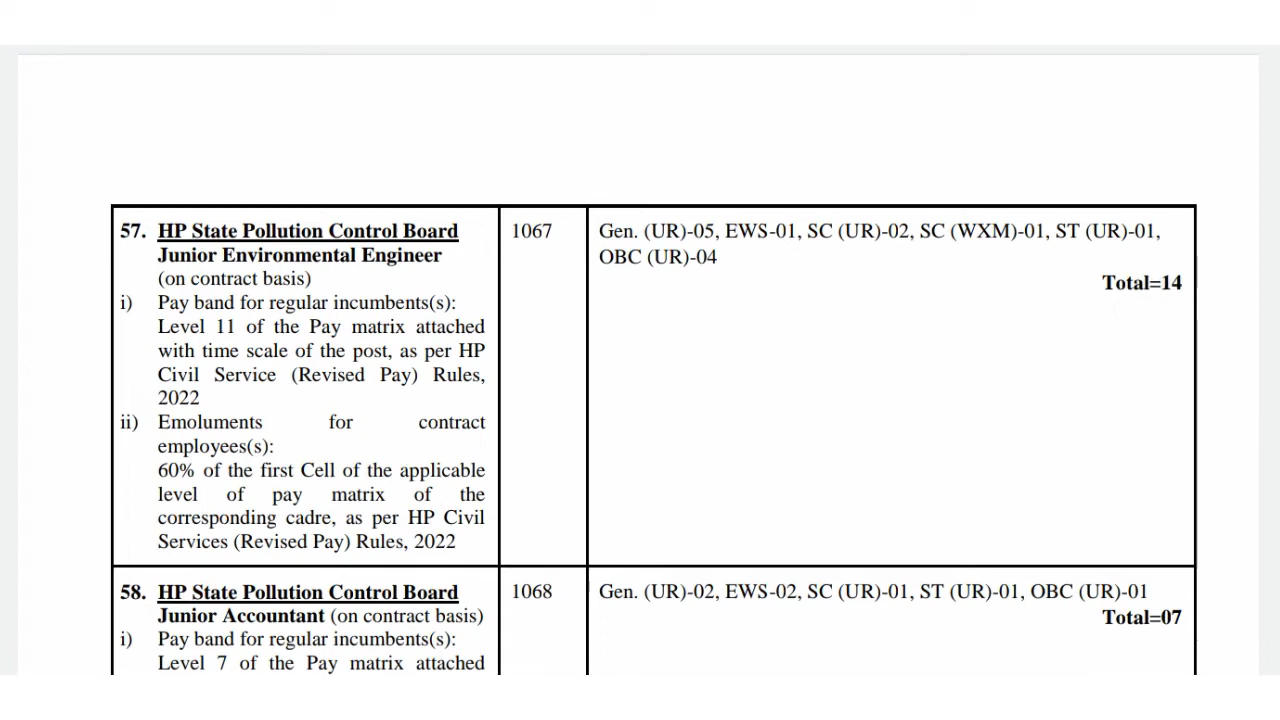 57. HP State Pollution Control Board
Junior Environmental Engineer
(on contract basis)
i) Pay band for regular incumbents(s):
Level 11 of the Pay matrix attached
with time scale of the post, as per HP
Civil Service (Revised Pay) Rules,
2022
ii) Emoluments for contract
employees(s):
60% of the first Cell of the applicable
level of pay matrix of the
corresponding cadre, as per HP Civil
Services (Revised Pay) Rules, 2022
1067
Gen. (UR)-05, EWS-01, SC (UR)-02, SC (WXM)-01, ST (UR)-01,
OBC (UR)-04
Total=14
58. HP State Pollution Control Board
Junior Accountant (on contract basis)
i) Pay band for regular incumbents(s):
Level 7 of the Pay matrix attached
1068
Gen. (UR)-02, EWS-02, SC (UR)-01, ST (UR)-01, OBC (UR)-01
Total=07